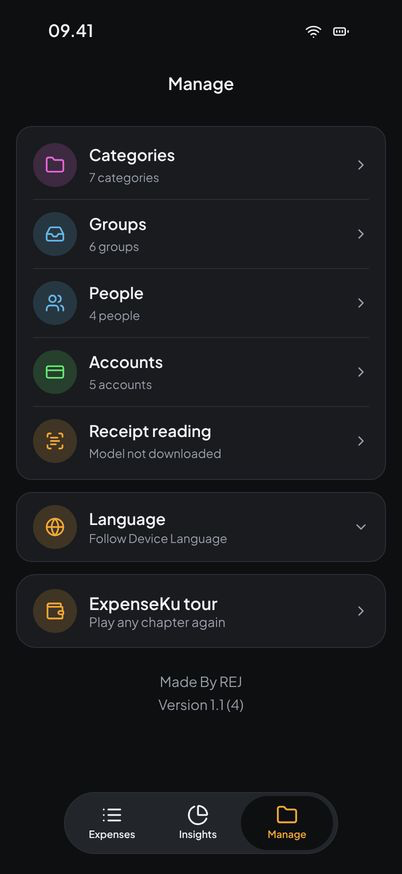 09.41
Manage
Categories
7 categories
Groups
6 groups
People
4 people
Accounts
5 accounts
Receipt reading
Model not downloaded
Language
Follow Device Language
ExpenseKu tour
Play any chapter again
Made By REJ
Version 1.1 (4)
Expenses
Insights
Manage